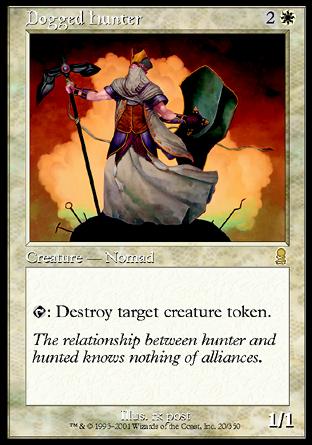 Dogged Hunter 2
Creature — Nomad
: Destroy target creature token.
The relationship between hunter and
hunted knows nothing of alliances.
Illus. rk post
™ & © 1993–2001 Wizards of the Coast, Inc. 20/350
1/1